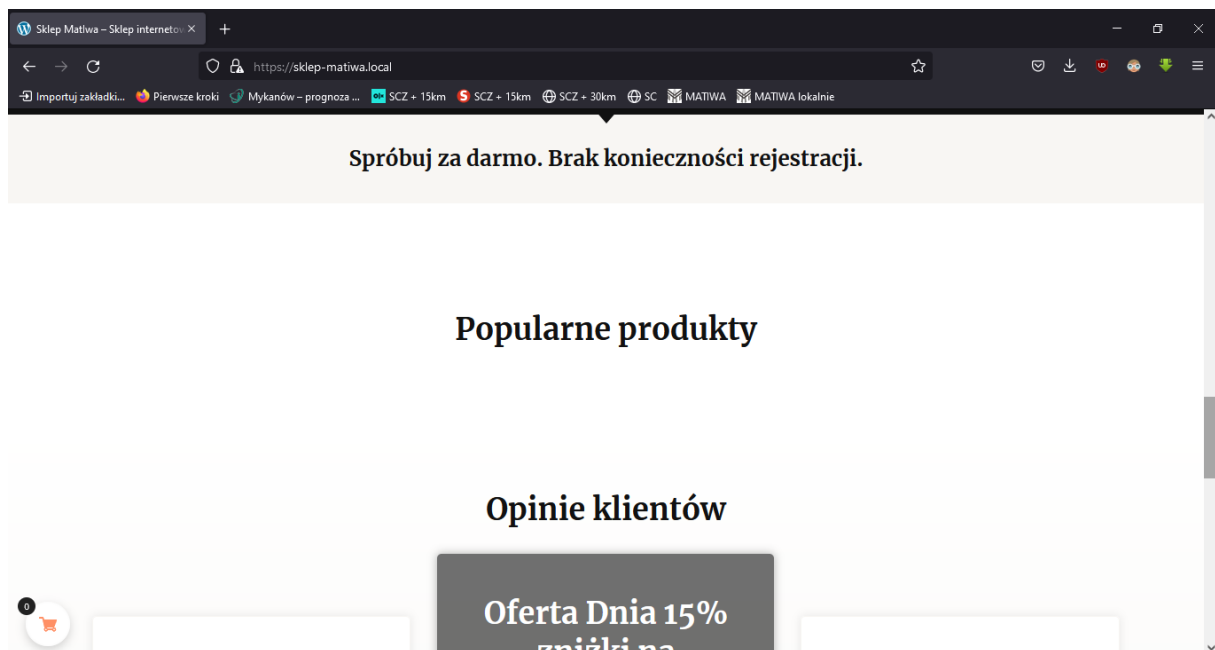 Sklep Matiwa – Sklep internetow
https://sklep-matiwa.local
Importuj zakładki... Pierwsze kroki Mykanów – prognoza ... SCZ + 15km SCZ + 15km SCZ + 30km SC MATIWA MATIWA lokalnie
Spróbuj za darmo. Brak konieczności rejestracji.
Popularne produkty
Opinie klientów
0
Oferta Dnia 15%
zniżki na